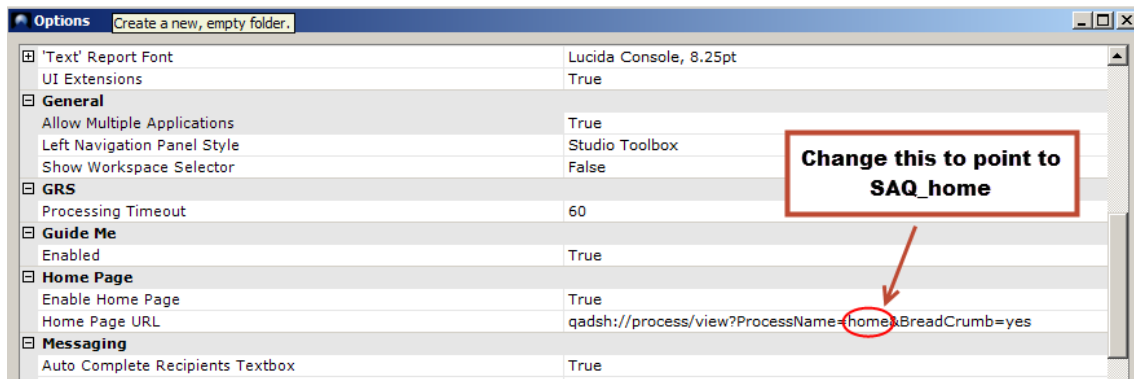 Options
Create a new, empty folder.
'Text' Report Font Lucida Console, 8.25pt
UI Extensions True
General
Allow Multiple Applications True
Left Navigation Panel Style Studio Toolbox
Show Workspace Selector False
Change this to point to
SAQ_home
GRS
Processing Timeout 60
Guide Me
Enabled True
Home Page
Enable Home Page True
Home Page URL qadsh://process/view?ProcessName=home&BreadCrumb=yes
Messaging
Auto Complete Recipients Textbox True